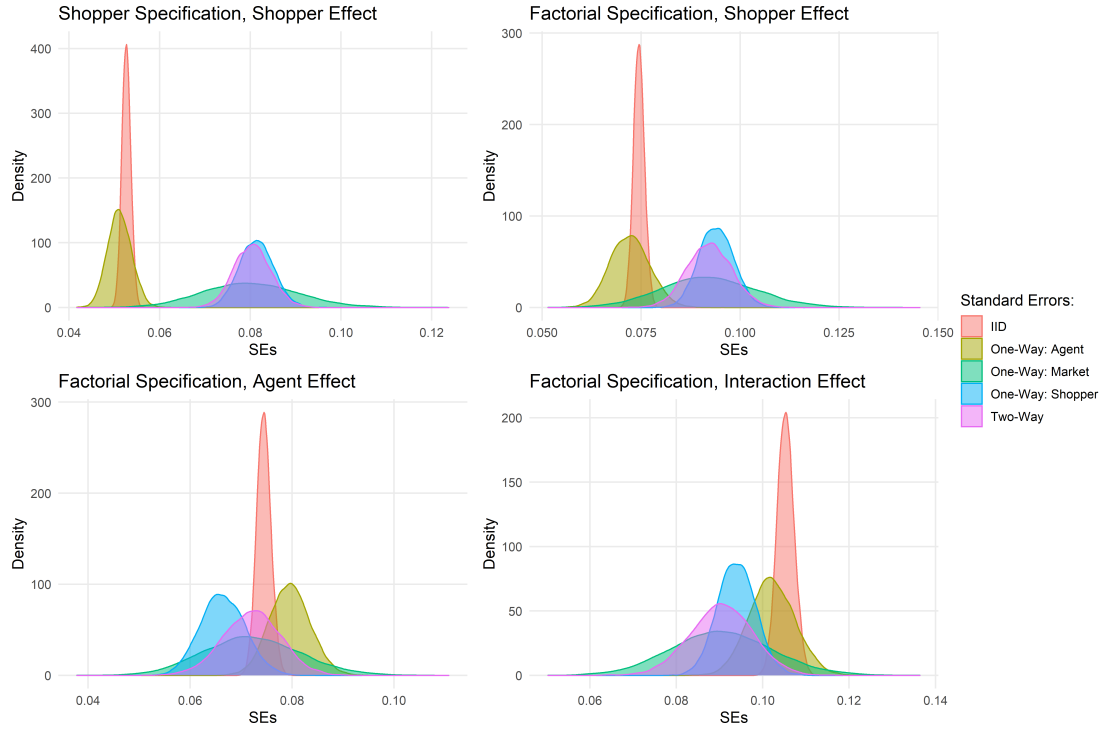 Shopper Specification, Shopper Effect
400
300
200
100
0
Density
0.04 0.06 0.08 0.10 0.12
SEs
Factorial Specification, Shopper Effect
300
200
100
0
Density
0.050 0.075 0.100 0.125 0.150
SEs
Factorial Specification, Agent Effect
300
200
100
0
Density
0.04 0.06 0.08 0.10
SEs
Factorial Specification, Interaction Effect
200
150
100
50
0
Density
0.06 0.08 0.10 0.12 0.14
SEs
Standard Errors:
IID
One-Way: Agent
One-Way: Market
One-Way: Shopper
Two-Way